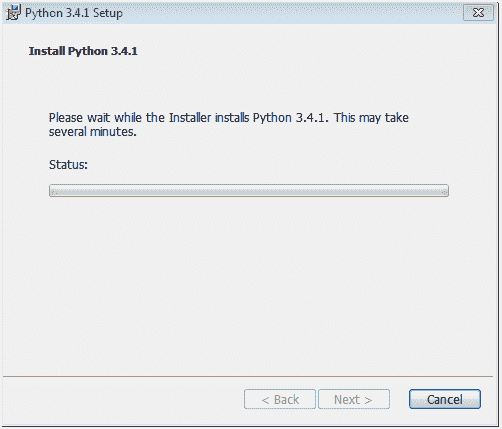 Python 3.4.1 Setup
Install Python 3.4.1
Please wait while the Installer installs Python 3.4.1. This may take
several minutes.
Status:
< Back Next > Cancel